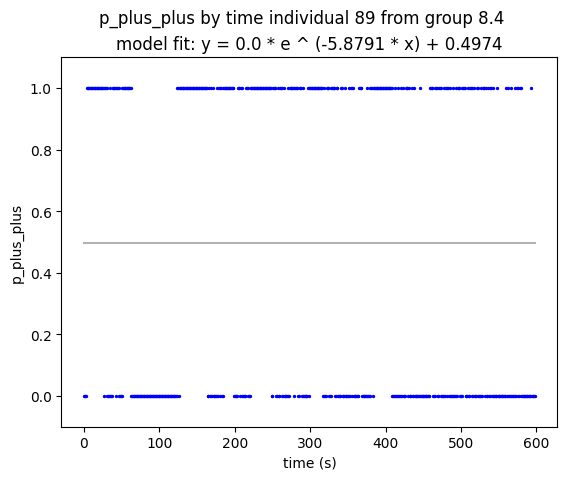 p_plus_plus by time individual 89 from group 8.4
model fit: y = 0.0 * e ^ (-5.8791 * x) + 0.4974
1.0
0.8
0.6
0.4
0.2
0.0
p_plus_plus
0 100 200 300 400 500 600
time (s)